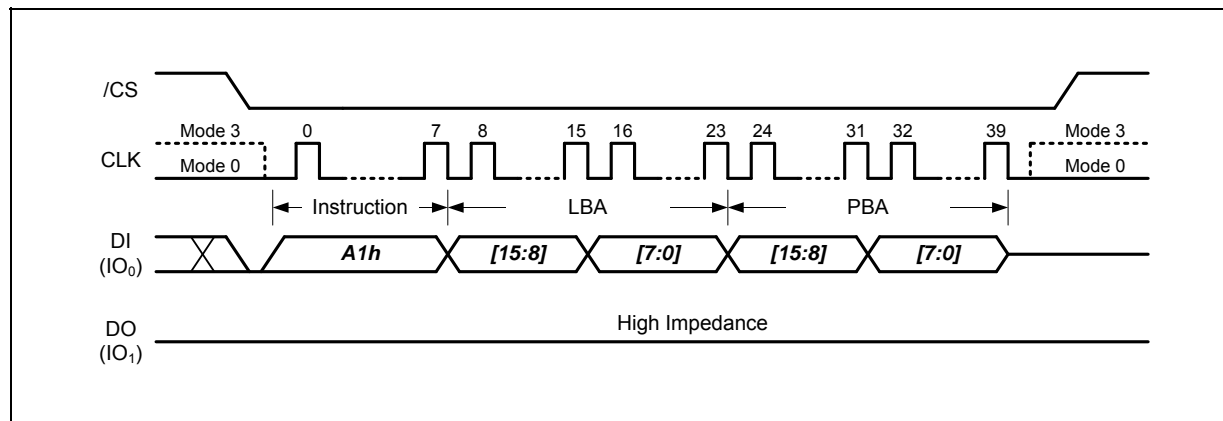 /CS
Mode 3 0 7 8 15 16 23 24 31 32 39 Mode 3
CLK
Mode 0 Mode 0
Instruction LBA PBA
DI
(IO₀)
A1h [15:8] [7:0] [15:8] [7:0]
High Impedance
DO
(IO₁)